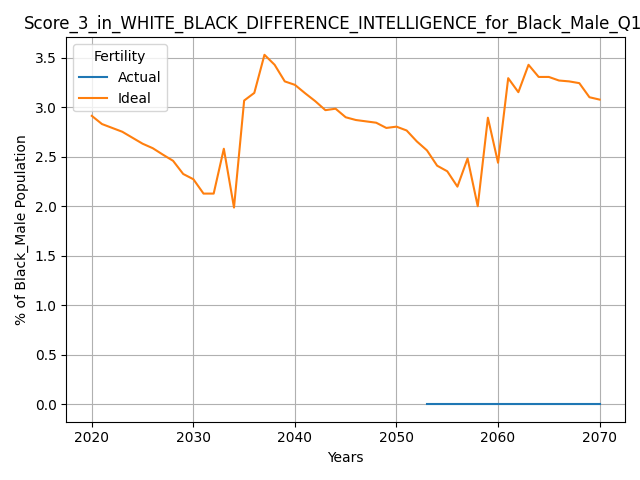 Score_3_in_WHITE_BLACK_DIFFERENCE_INTELLIGENCE_for_Black_Male_Q1
Fertility
Actual
Ideal
3.5
3.0
2.5
2.0
1.5
1.0
0.5
0.0
% of Black_Male Population
2020
2030
2040
2050
2060
2070
Years